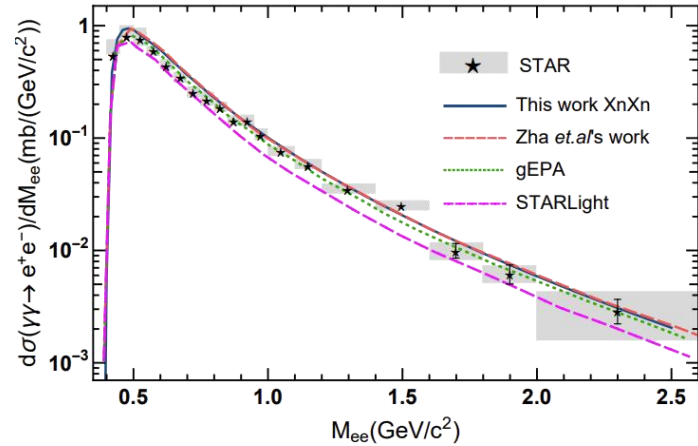 dσ(γγ→ e⁺e⁻)/dMₑₑ(mb/(GeV/c²))
1
10⁻¹
10⁻²
10⁻³
STAR
This work XnXn
Zha et.al's work
gEPA
STARLight
0.5 1.0 1.5 2.0 2.5
Mₑₑ(GeV/c²)